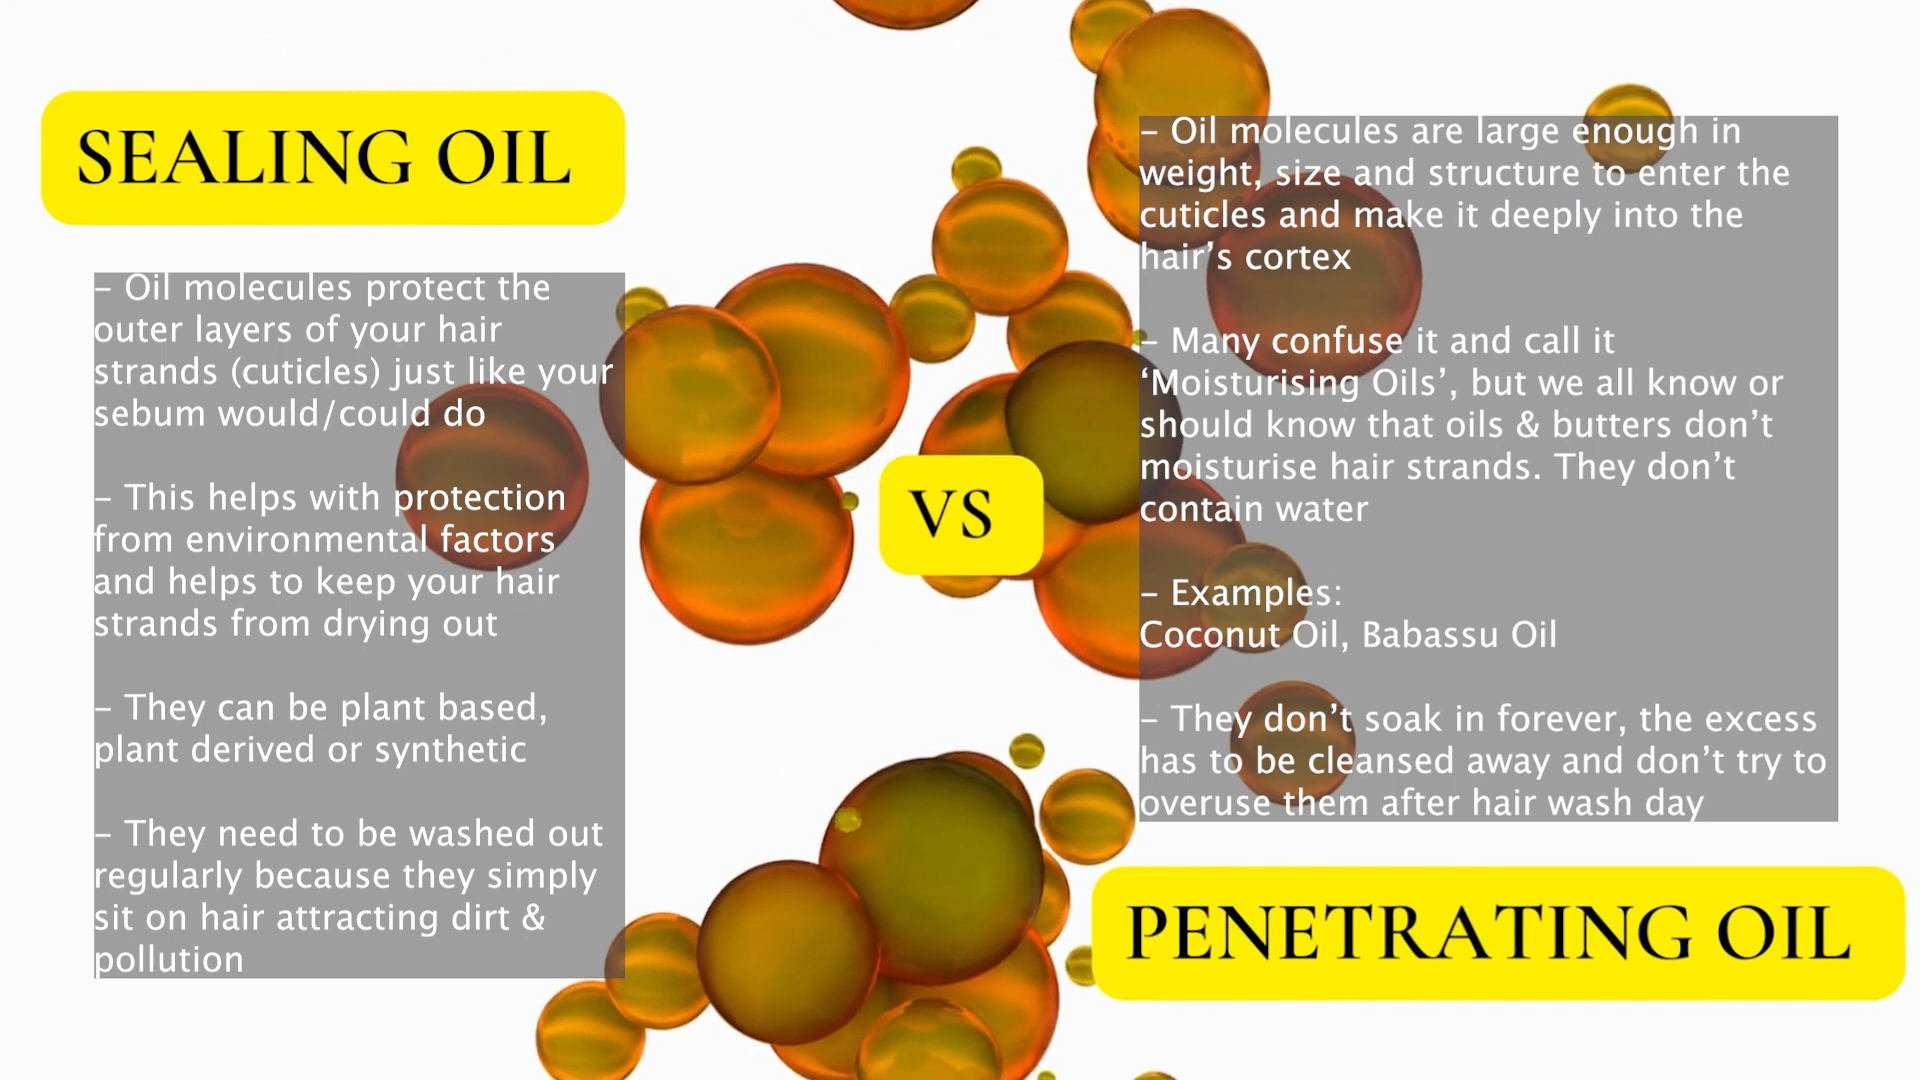 SEALING OIL
– Oil molecules protect the
outer layers of your hair
strands (cuticles) just like your
sebum would/could do
– This helps with protection
from environmental factors
and helps to keep your hair
strands from drying out
– They can be plant based,
plant derived or synthetic
– They need to be washed out
regularly because they simply
sit on hair attracting dirt &
pollution
VS
– Oil molecules are large enough in
weight, size and structure to enter the
cuticles and make it deeply into the
hair’s cortex
– Many confuse it and call it
‘Moisturising Oils’, but we all know or
should know that oils & butters don’t
moisturise hair strands. They don’t
contain water
– Examples:
Coconut Oil, Babassu Oil
– They don’t soak in forever, the excess
has to be cleansed away and don’t try to
overuse them after hair wash day
PENETRATING OIL